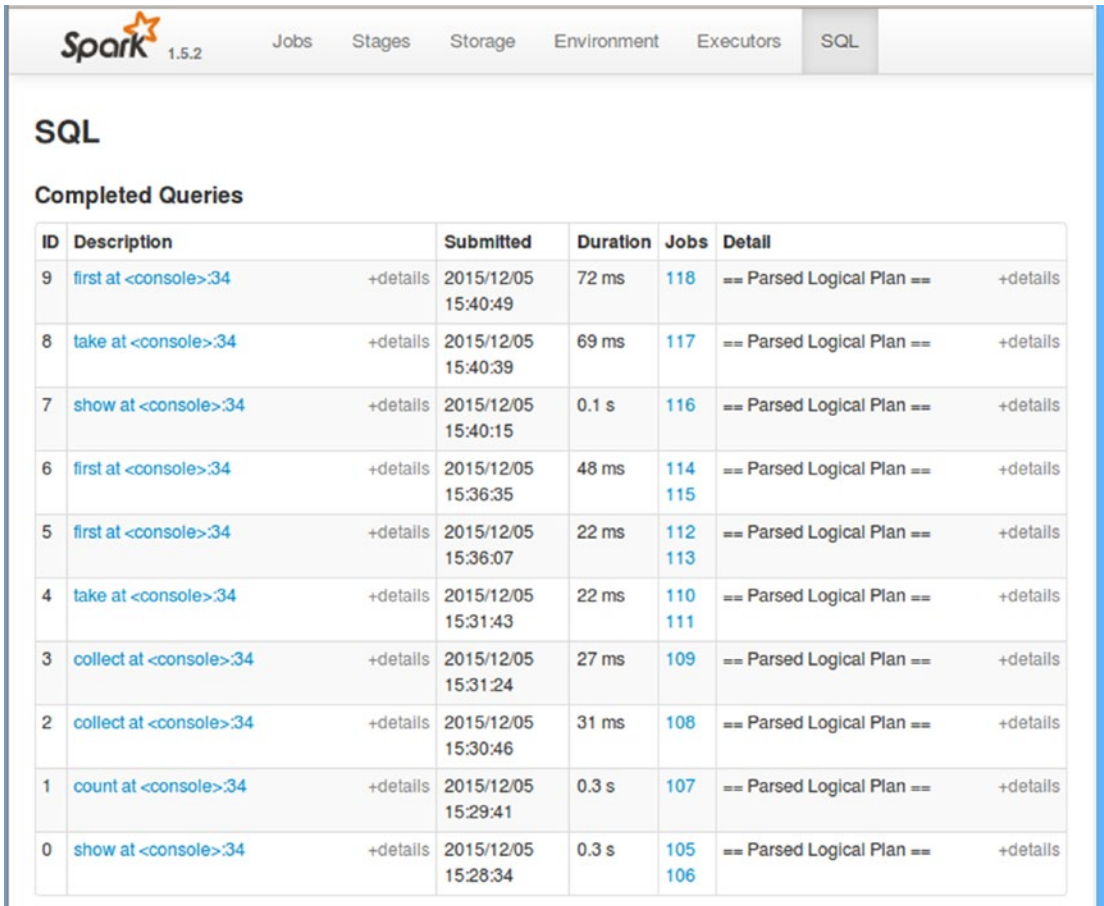 Spark 1.5.2 Jobs Stages Storage Environment Executors SQL
SQL
Completed Queries
ID Description Submitted Duration Jobs Detail
9 first at <console>:34 +details 2015/12/05 72 ms 118 == Parsed Logical Plan == +details
15:40:49
8 take at <console>:34 +details 2015/12/05 69 ms 117 == Parsed Logical Plan == +details
15:40:39
7 show at <console>:34 +details 2015/12/05 0.1 s 116 == Parsed Logical Plan == +details
15:40:15
6 first at <console>:34 +details 2015/12/05 48 ms 114 == Parsed Logical Plan == +details
15:36:35 115
5 first at <console>:34 +details 2015/12/05 22 ms 112 == Parsed Logical Plan == +details
15:36:07 113
4 take at <console>:34 +details 2015/12/05 22 ms 110 == Parsed Logical Plan == +details
15:31:43 111
3 collect at <console>:34 +details 2015/12/05 27 ms 109 == Parsed Logical Plan == +details
15:31:24
2 collect at <console>:34 +details 2015/12/05 31 ms 108 == Parsed Logical Plan == +details
15:30:46
1 count at <console>:34 +details 2015/12/05 0.3 s 107 == Parsed Logical Plan == +details
15:29:41
0 show at <console>:34 +details 2015/12/05 0.3 s 105 == Parsed Logical Plan == +details
15:28:34 106